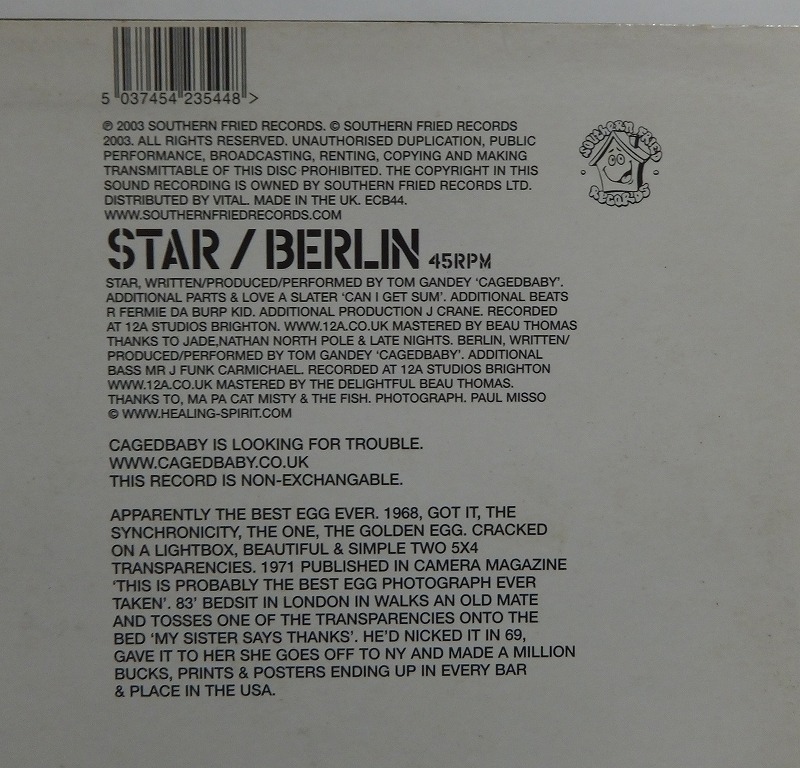 5 037454 235448 >
℗ 2003 SOUTHERN FRIED RECORDS. © SOUTHERN FRIED RECORDS
2003. ALL RIGHTS RESERVED. UNAUTHORISED DUPLICATION, PUBLIC
PERFORMANCE, BROADCASTING, RENTING, COPYING AND MAKING
TRANSMITTABLE OF THIS DISC PROHIBITED. THE COPYRIGHT IN THIS
SOUND RECORDING IS OWNED BY SOUTHERN FRIED RECORDS LTD.
DISTRIBUTED BY VITAL. MADE IN THE UK. ECB44.
WWW.SOUTHERNFRIEDRECORDS.COM
SOUTHERN FRIED
RECORDS
STAR / BERLIN 45RPM
STAR, WRITTEN/PRODUCED/PERFORMED BY TOM GANDEY 'CAGEDBABY'.
ADDITIONAL PARTS & LOVE A SLATER 'CAN I GET SUM'. ADDITIONAL BEATS
R FERMIE DA BURP KID. ADDITIONAL PRODUCTION J CRANE. RECORDED
AT 12A STUDIOS BRIGHTON. WWW.12A.CO.UK MASTERED BY BEAU THOMAS
THANKS TO JADE,NATHAN NORTH POLE & LATE NIGHTS. BERLIN, WRITTEN/
PRODUCED/PERFORMED BY TOM GANDEY 'CAGEDBABY'. ADDITIONAL
BASS MR J FUNK CARMICHAEL. RECORDED AT 12A STUDIOS BRIGHTON
WWW.12A.CO.UK MASTERED BY THE DELIGHTFUL BEAU THOMAS.
THANKS TO, MA PA CAT MISTY & THE FISH. PHOTOGRAPH. PAUL MISSO
© WWW.HEALING-SPIRIT.COM
CAGEDBABY IS LOOKING FOR TROUBLE.
WWW.CAGEDBABY.CO.UK
THIS RECORD IS NON-EXCHANGABLE.
APPARENTLY THE BEST EGG EVER. 1968, GOT IT, THE
SYNCHRONICITY, THE ONE, THE GOLDEN EGG. CRACKED
ON A LIGHTBOX, BEAUTIFUL & SIMPLE TWO 5X4
TRANSPARENCIES. 1971 PUBLISHED IN CAMERA MAGAZINE
'THIS IS PROBABLY THE BEST EGG PHOTOGRAPH EVER
TAKEN'. 83' BEDSIT IN LONDON IN WALKS AN OLD MATE
AND TOSSES ONE OF THE TRANSPARENCIES ONTO THE
BED 'MY SISTER SAYS THANKS'. HE'D NICKED IT IN 69,
GAVE IT TO HER SHE GOES OFF TO NY AND MADE A MILLION
BUCKS, PRINTS & POSTERS ENDING UP IN EVERY BAR
& PLACE IN THE USA.